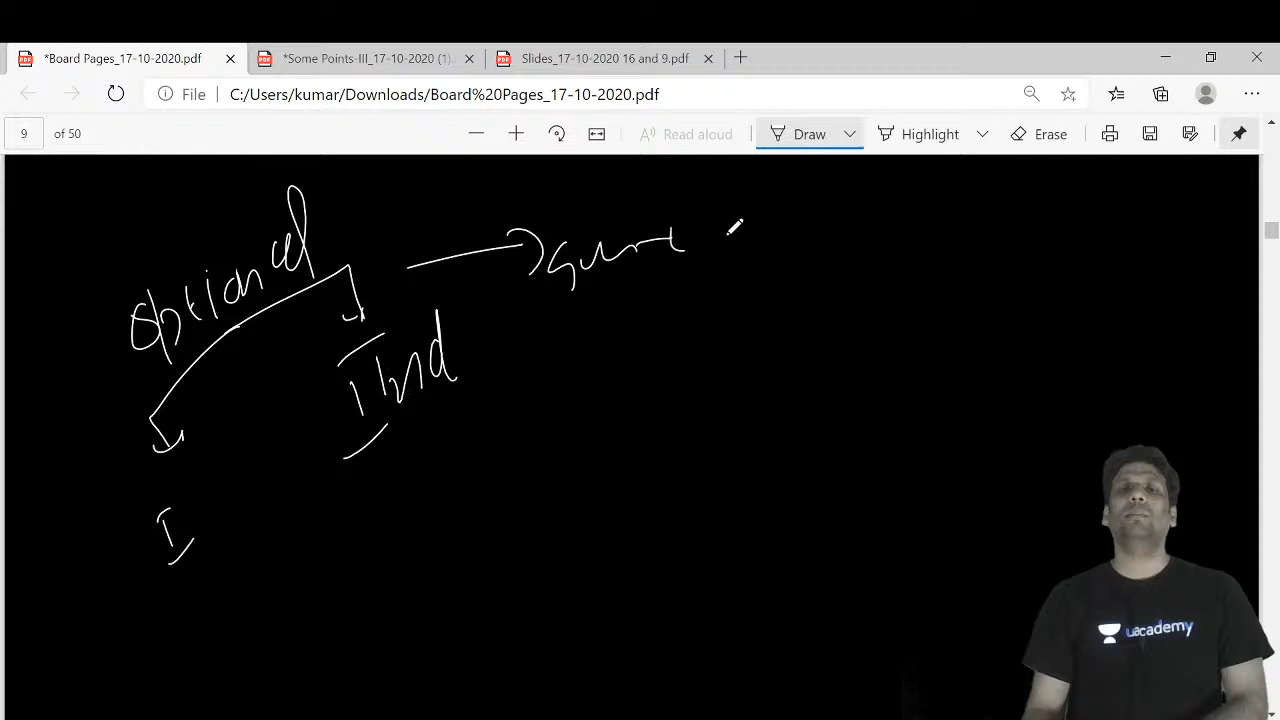 *Board Pages_17-10-2020.pdf
*Some Points-III_17-10-2020 (1).
Slides_17-10-2020 16 and 9.pdf
File C:/Users/kumar/Downloads/Board%20Pages_17-10-2020.pdf
9 of 50
Read aloud
Draw
Highlight
Erase
optional
IInd
I
unacademy